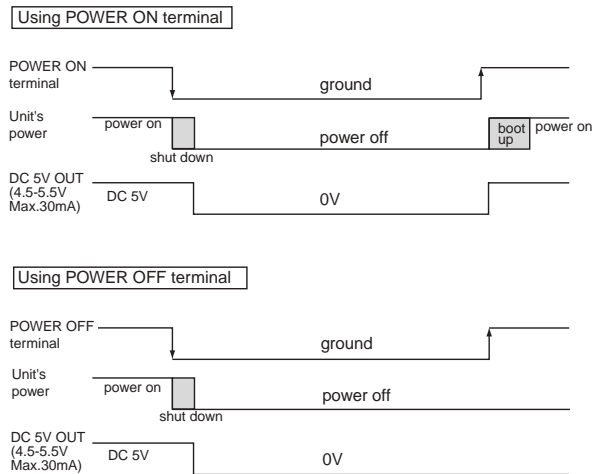 Using POWER ON terminal
POWER ON
terminal
ground
Unit's
power
power on
shut down
power off
boot
up
power on
DC 5V OUT
(4.5-5.5V
Max.30mA)
DC 5V
0V
Using POWER OFF terminal
POWER OFF
terminal
ground
Unit's
power
power on
shut down
power off
DC 5V OUT
(4.5-5.5V
Max.30mA)
DC 5V
0V